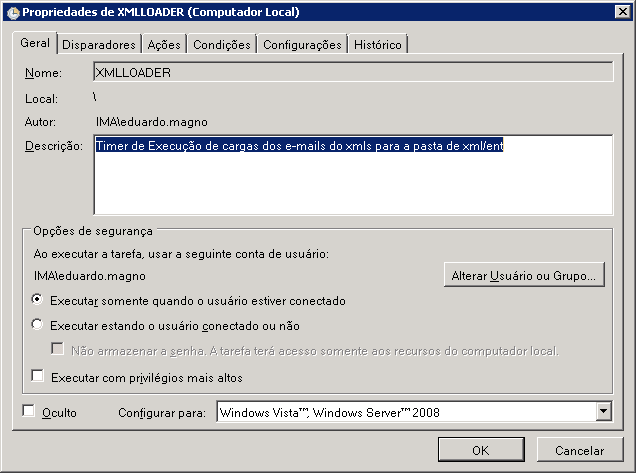 Propriedades de XMLLOADER (Computador Local)
Geral Disparadores Ações Condições Configurações Histórico
Nome: XMLLOADER
Local: \
Autor: IMA\eduardo.magno
Descrição: Timer de Execução de cargas dos e-mails do xmls para a pasta de xml/ent
Opções de segurança
Ao executar a tarefa, usar a seguinte conta de usuário:
IMA\eduardo.magno Alterar Usuário ou Grupo...
Executar somente quando o usuário estiver conectado
Executar estando o usuário conectado ou não
Não armazenar a senha. A tarefa terá acesso somente aos recursos do computador local.
Executar com privilégios mais altos
Oculto Configurar para: Windows Vista™, Windows Server™ 2008
OK Cancelar